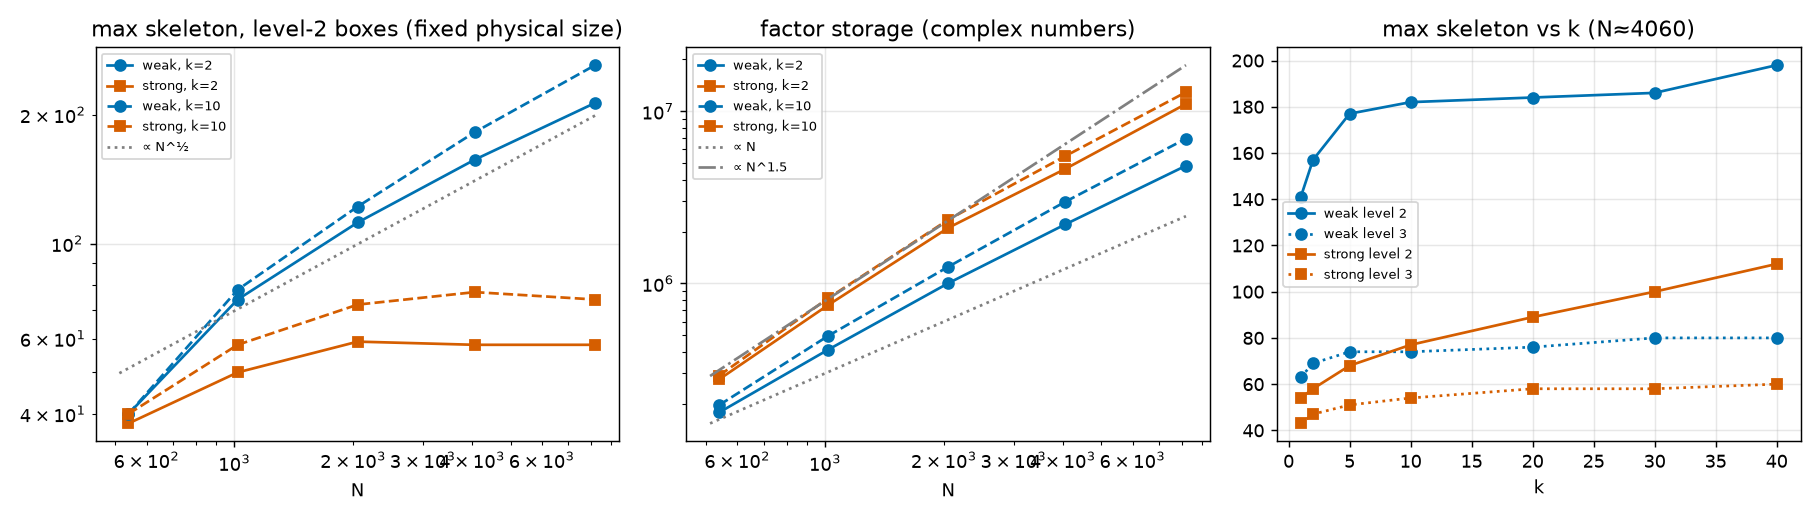 max skeleton, level-2 boxes (fixed physical size)
weak, k=2
strong, k=2
weak, k=10
strong, k=10
∝ N^½
2 × 10²
10²
6 × 10¹
4 × 10¹
6 × 10² 10³ 2 × 10³ 3 × 10³ 4 × 10³ 6 × 10³
N
factor storage (complex numbers)
weak, k=2
strong, k=2
weak, k=10
strong, k=10
∝ N
∝ N^1.5
10⁷
10⁶
6 × 10² 10³ 2 × 10³ 3 × 10³ 4 × 10³ 6 × 10³
N
max skeleton vs k (N≈4060)
200
180
160
140
120
100
80
60
40
weak level 2
weak level 3
strong level 2
strong level 3
0 5 10 15 20 25 30 35 40
k